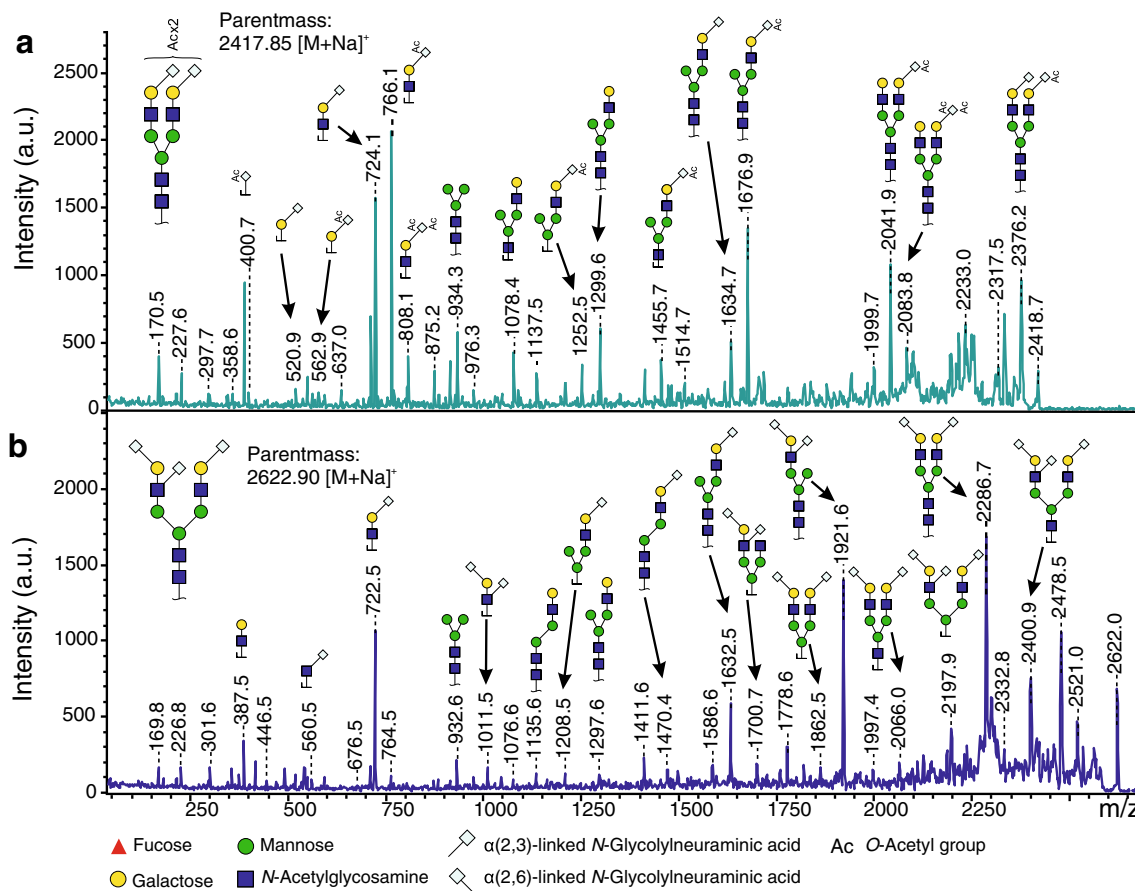 a
Parentmass:
2417.85 [M+Na]+
Acx2
Ac
Ac
Ac
Ac Ac
Ac
Ac
Ac
Ac
Ac Ac
Ac
Intensity (a.u.)
2500
2000
1500
1000
500
0
170.5
227.6
297.7
358.6
400.7
520.9
562.9
637.0
724.1
766.1
808.1
875.2
934.3
976.3
1078.4
1137.5
1252.5
1299.6
1455.7
1514.7
1634.7
1676.9
1999.7
2041.9
2083.8
2233.0
2317.5
2376.2
2418.7
b
Parentmass:
2622.90 [M+Na]+
Intensity (a.u.)
2000
1500
1000
500
0
169.8
226.8
301.6
387.5
446.5
560.5
676.5
722.5
764.5
932.6
1011.5
1076.6
1135.6
1208.5
1297.6
1411.6
1470.4
1586.6
1632.5
1700.7
1778.6
1862.5
1921.6
1997.4
2066.0
2197.9
2286.7
2332.8
2400.9
2478.5
2521.0
2622.0
250 500 750 1000 1250 1500 1750 2000 2250 m/z
Fucose
Mannose
α(2,3)-linked N-Glycolylneuraminic acid
Ac O-Acetyl group
Galactose
N-Acetylglycosamine
α(2,6)-linked N-Glycolylneuraminic acid